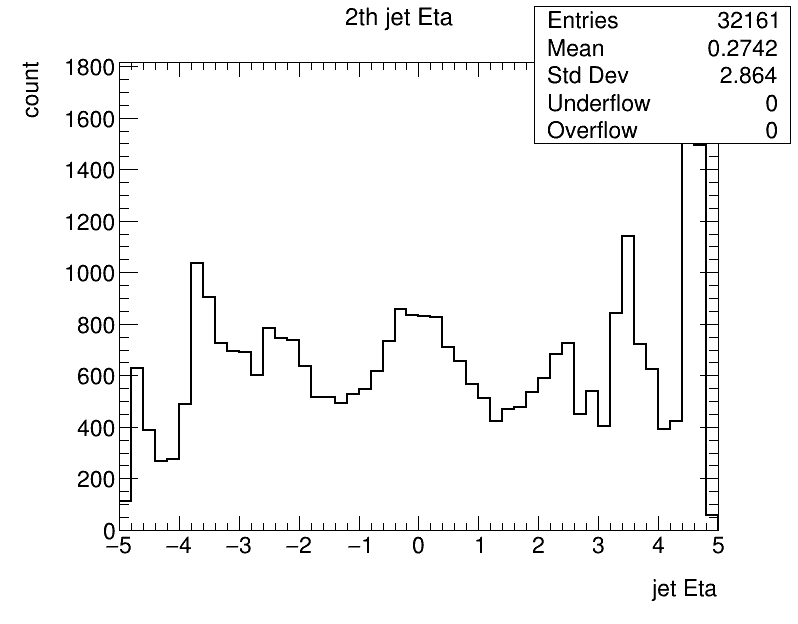 2th jet Eta
Entries 32161
Mean 0.2742
Std Dev 2.864
Underflow 0
Overflow 0
count
1800
1600
1400
1200
1000
800
600
400
200
0
−5 −4 −3 −2 −1 0 1 2 3 4 5
jet Eta